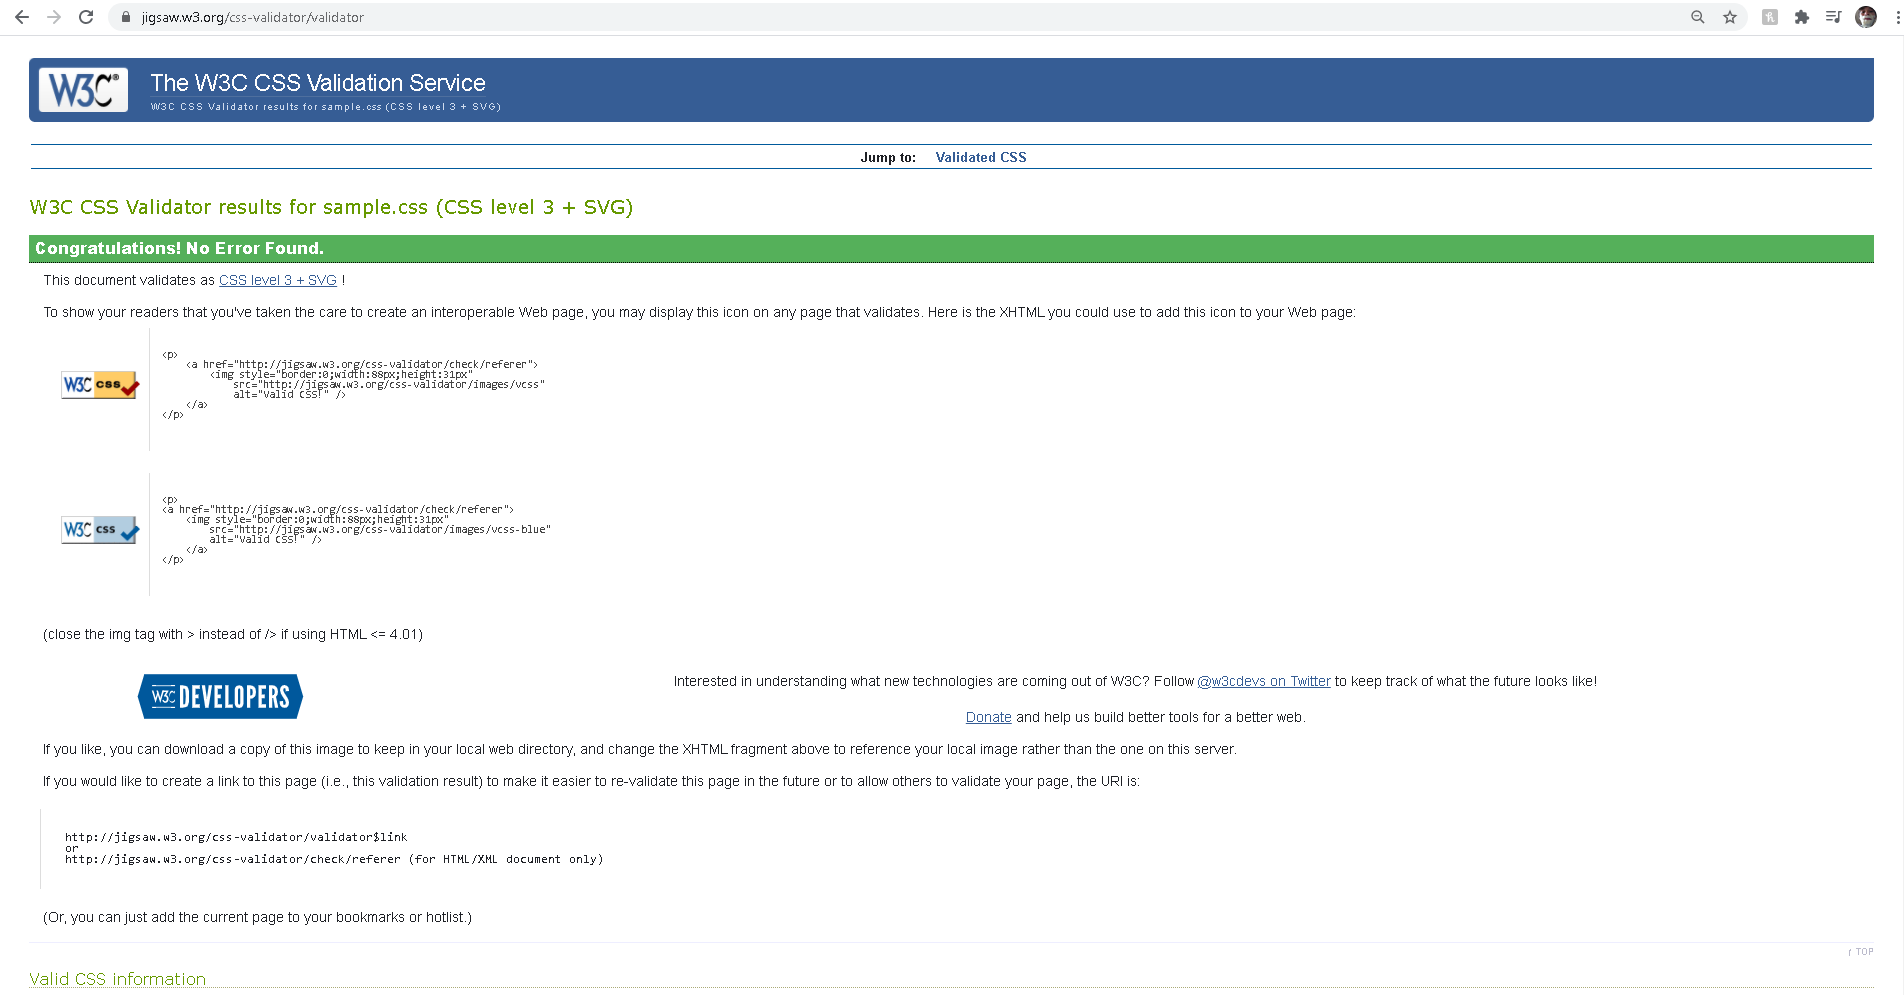 jigsaw.w3.org/css-validator/validator
W3C®
The W3C CSS Validation Service
W3C CSS Validator results for sample.css (CSS level 3 + SVG)
Jump to: Validated CSS
W3C CSS Validator results for sample.css (CSS level 3 + SVG)
Congratulations! No Error Found.
This document validates as CSS level 3 + SVG !
To show your readers that you've taken the care to create an interoperable Web page, you may display this icon on any page that validates. Here is the XHTML you could use to add this icon to your Web page:
W3C css
<p>
<a href="http://jigsaw.w3.org/css-validator/check/referer">
<img style="border:0;width:88px;height:31px"
src="http://jigsaw.w3.org/css-validator/images/vcss"
alt="Valid CSS!" />
</a>
</p>
W3C css
<p>
<a href="http://jigsaw.w3.org/css-validator/check/referer">
<img style="border:0;width:88px;height:31px"
src="http://jigsaw.w3.org/css-validator/images/vcss-blue"
alt="Valid CSS!" />
</a>
</p>
(close the img tag with > instead of /> if using HTML <= 4.01)
W3C DEVELOPERS
Interested in understanding what new technologies are coming out of W3C? Follow @w3cdevs on Twitter to keep track of what the future looks like!
Donate and help us build better tools for a better web.
If you like, you can download a copy of this image to keep in your local web directory, and change the XHTML fragment above to reference your local image rather than the one on this server.
If you would like to create a link to this page (i.e., this validation result) to make it easier to re-validate this page in the future or to allow others to validate your page, the URI is:
http://jigsaw.w3.org/css-validator/validator$link
or
http://jigsaw.w3.org/css-validator/check/referer (for HTML/XML document only)
(Or, you can just add the current page to your bookmarks or hotlist.)
↑ TOP
Valid CSS information